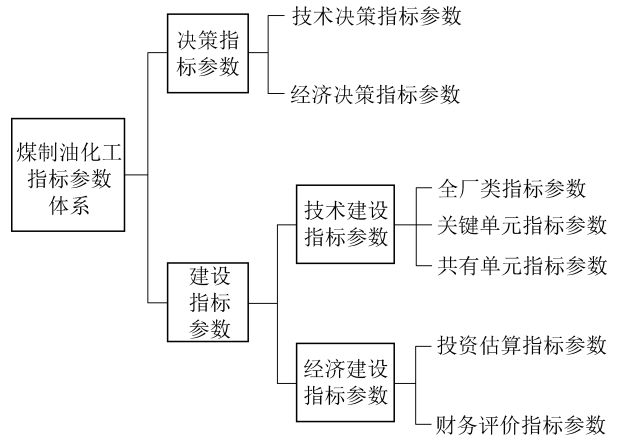 煤制油化工
指标参数
体系
决策指
标参数
技术决策指标参数
经济决策指标参数
建设
指标
参数
技术建设
指标参数
全厂类指标参数
关键单元指标参数
共有单元指标参数
经济建设
指标参数
投资估算指标参数
财务评价指标参数